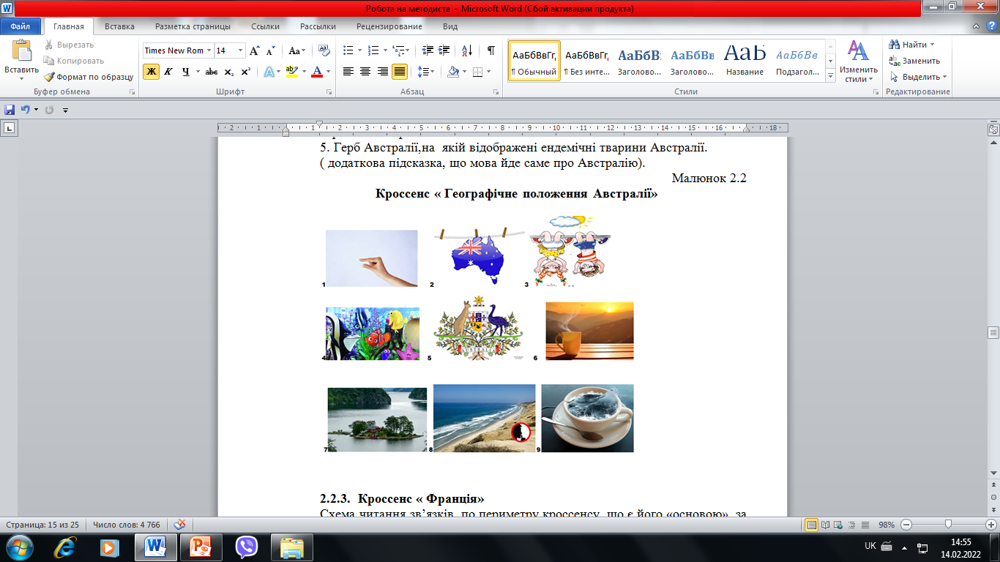 Робота на методиста - Microsoft Word (Сбой активации продукта)
Файл Главная Вставка Разметка страницы Ссылки Рассылки Рецензирование Вид
Вставить
Вырезать
Копировать
Формат по образцу
Буфер обмена
Times New Rom 14
Шрифт
Абзац
АаБбВвГг, АаБбВвГг, АаБбВ АаБбВв АаБ АаБбВв
¶ Обычный ¶ Без инте... Заголово... Заголово... Название Подзагол...
Стили
Изменить стили
Найти
Заменить
Выделить
Редактирование
2 1 1 2 3 4 5 6 7 8 9 10 11 12 13 14 15 16 18
5. Герб Австралії,на якій відображені ендемічні тварини Австралії.
( додаткова підсказка, що мова йде саме про Австралію).
Малюнок 2.2
Кроссенс « Географічне положення Австралії»
1 2 3
AUSTRALIA
4 5 6
7 8 9
2.2.3. Кроссенс « Франція»
Схема читання зв’язків по периметру кроссенсу, що є його «основою», за
Страница: 15 из 25 Число слов: 4 766 98%
UK 14:55
14.02.2022